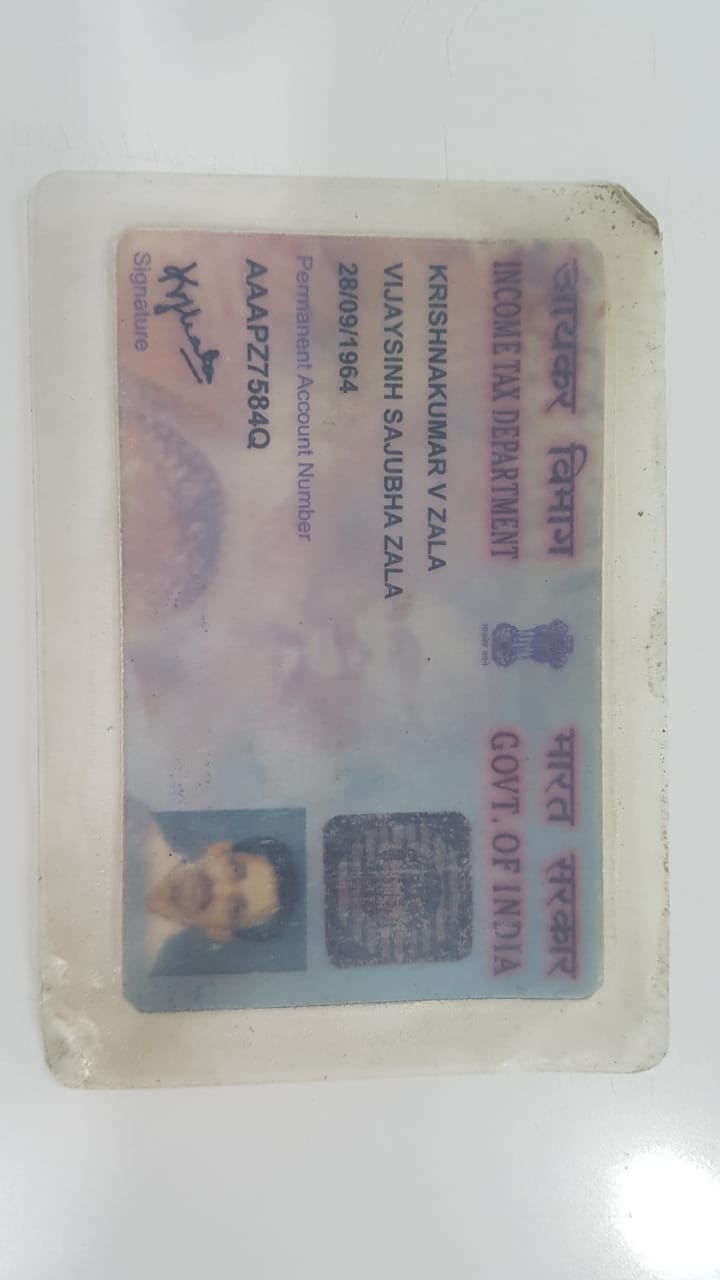 आयकर विभाग
INCOME TAX DEPARTMENT
भारत सरकार
GOVT. OF INDIA
KRISHNAKUMAR V ZALA
VIJAYSINH SAJUBHA ZALA
28/09/1964
Permanent Account Number
AAAPZ7584Q
Signature